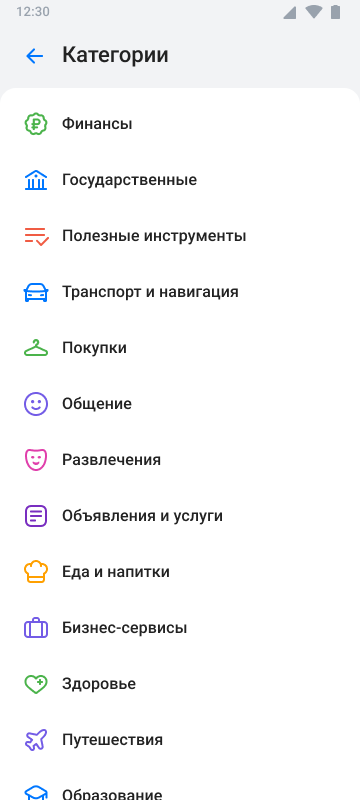 12:30
Категории
Финансы
Государственные
Полезные инструменты
Транспорт и навигация
Покупки
Общение
Развлечения
Объявления и услуги
Еда и напитки
Бизнес-сервисы
Здоровье
Путешествия
Образование